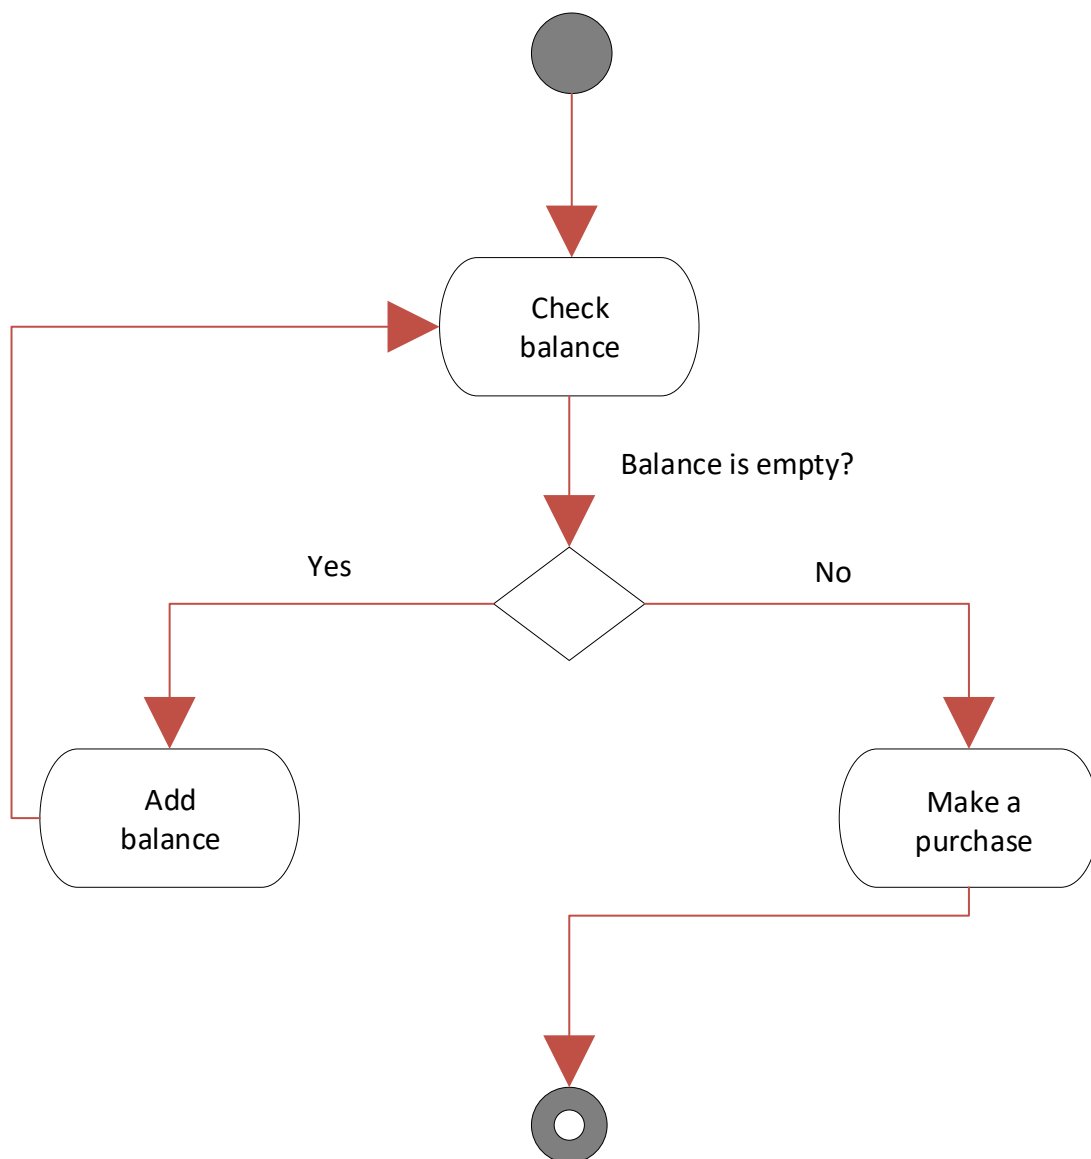 Check
balance
Balance is empty?
Yes
No
Add
balance
Make a
purchase